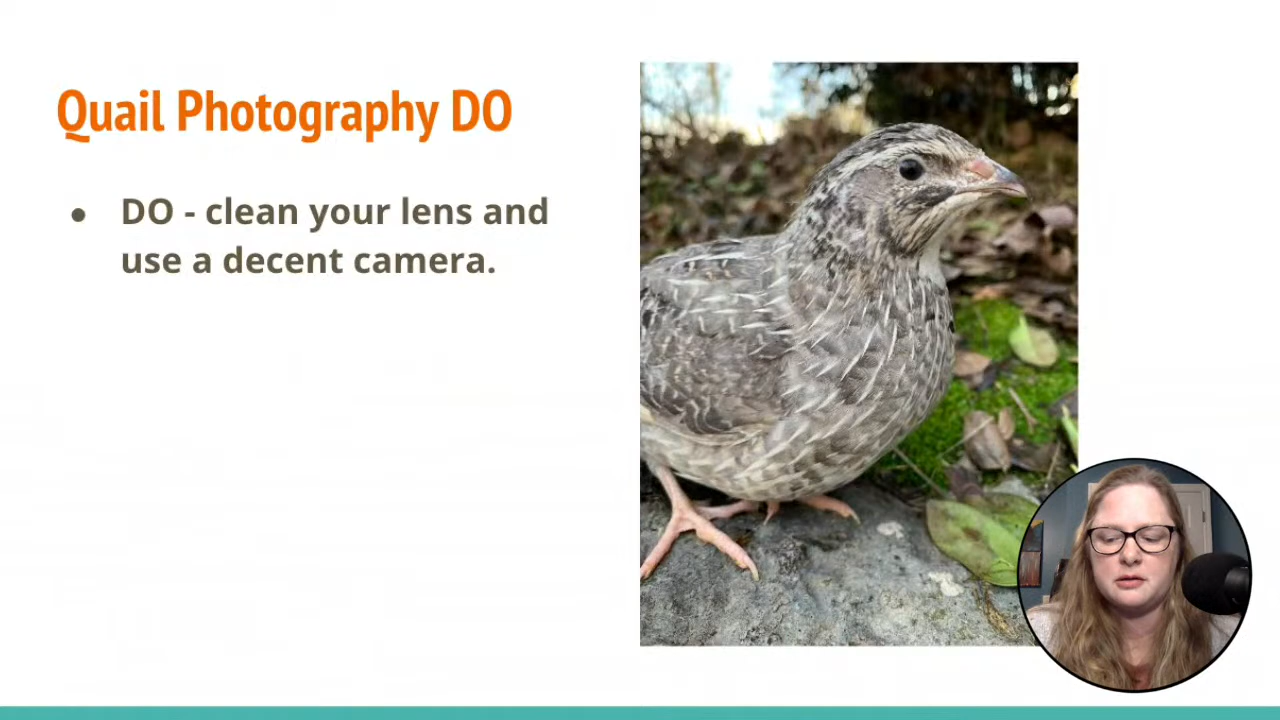 Quail Photography DO
● DO - clean your lens and
use a decent camera.